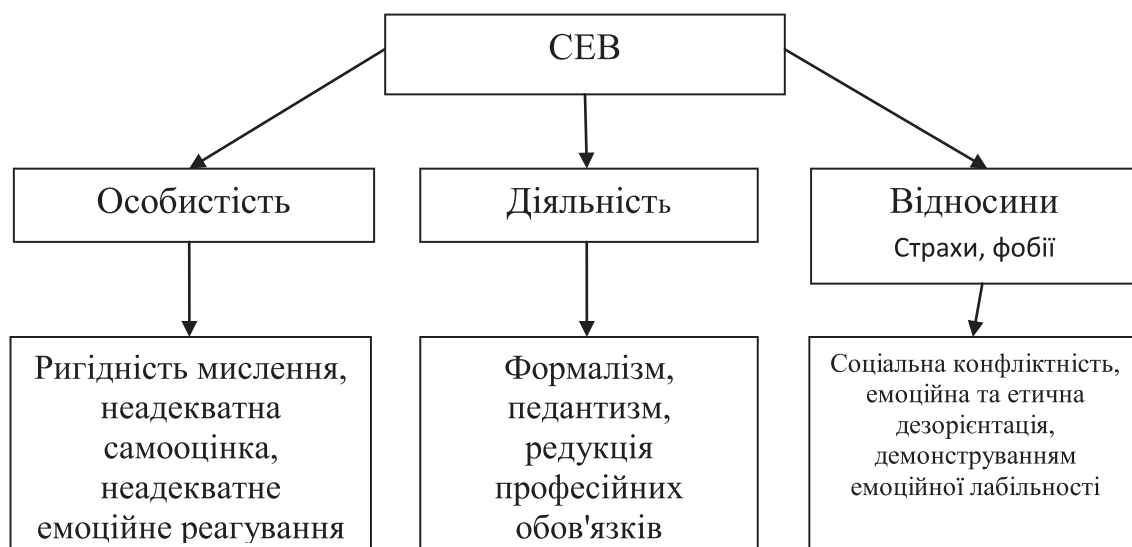 СЕВ
Особистість
Діяльність
Відносини
Страхи, фобії
Ригідність мислення,
неадекватна
самооцінка,
неадекватне
емоційне реагування
Формалізм,
педантизм,
редукція
професійних
обов'язків
Соціальна конфліктність,
емоційна та етична
дезорієнтація,
демонструванням
емоційної лабільності